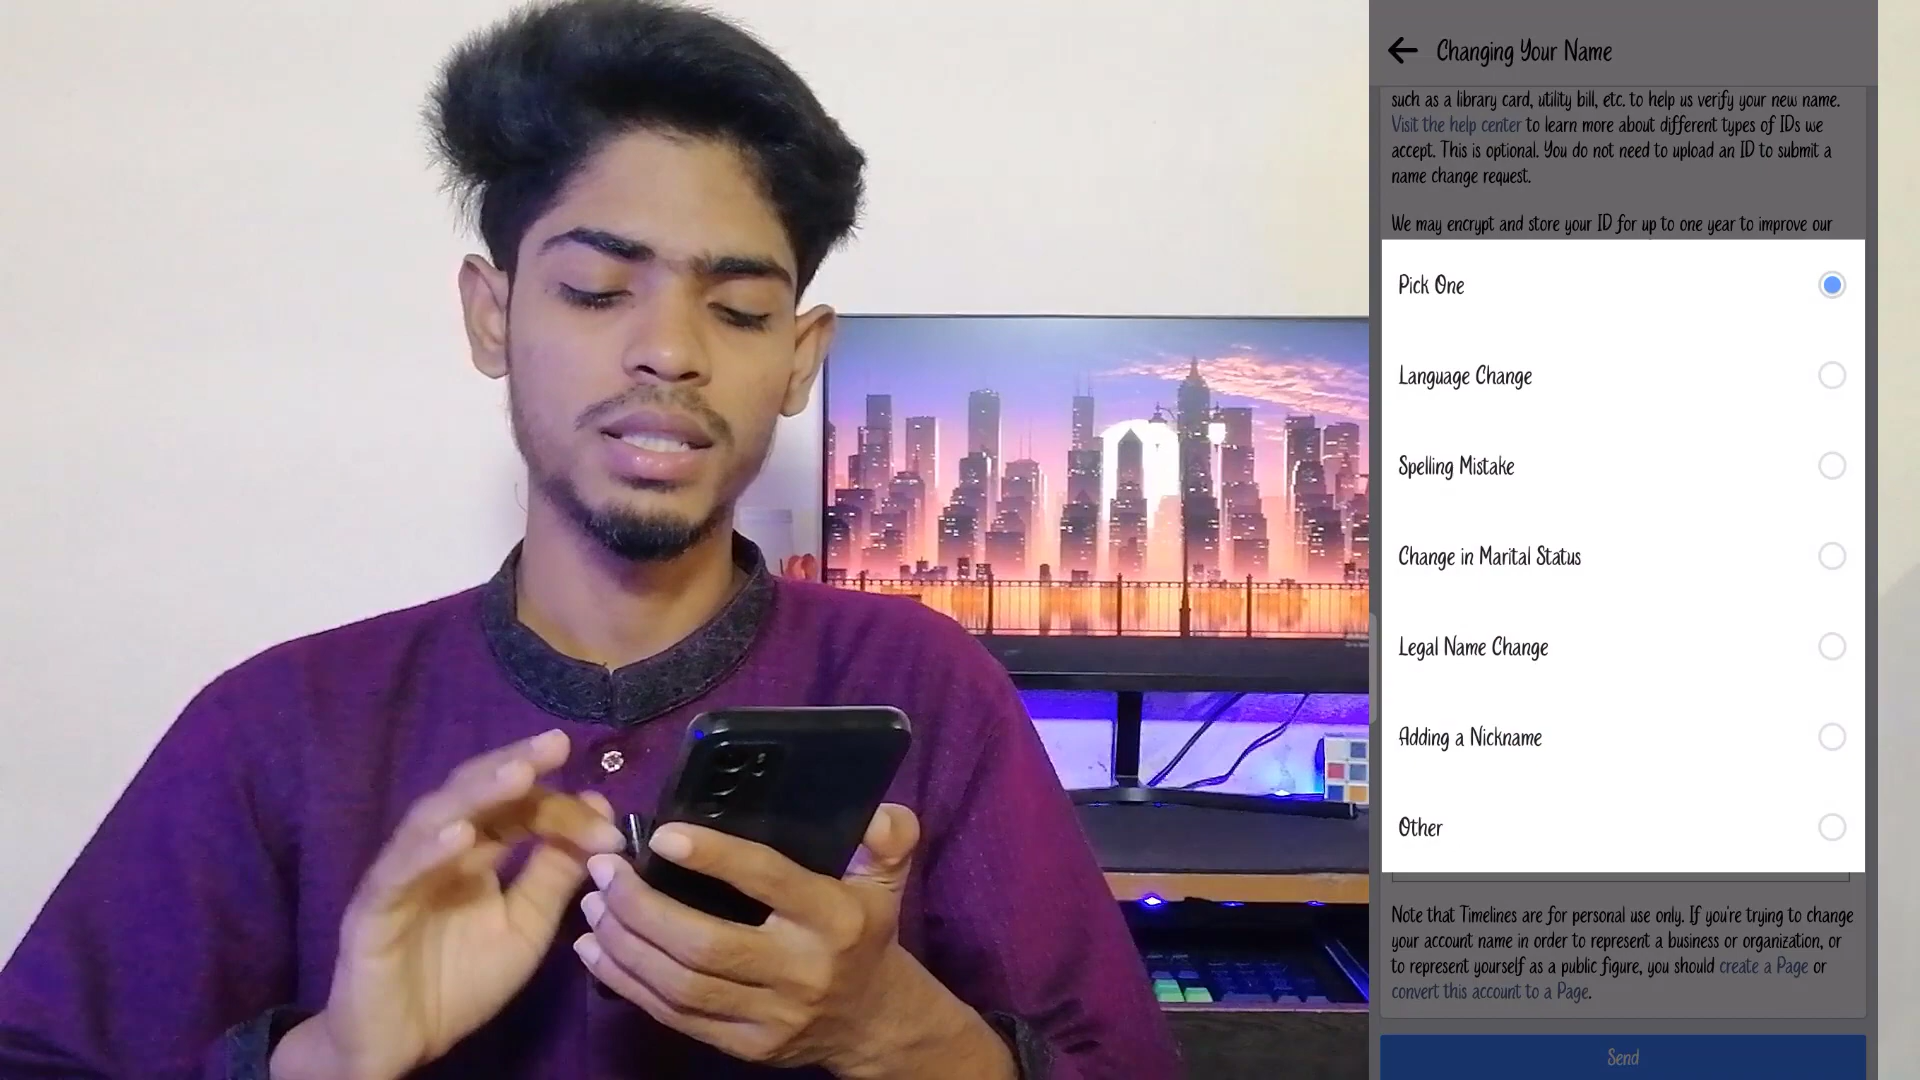 Changing Your Name
such as a library card, utility bill, etc. to help us verify your new name.
Visit the help center to learn more about different types of IDs we
accept. This is optional. You do not need to upload an ID to submit a
name change request.
We may encrypt and store your ID for up to one year to improve our
Pick One
Language Change
Spelling Mistake
Change in Marital Status
Legal Name Change
Adding a Nickname
Other
Note that Timelines are for personal use only. If you're trying to change
your account name in order to represent a business or organization, or
to represent yourself as a public figure, you should create a Page or
convert this account to a Page.
Send